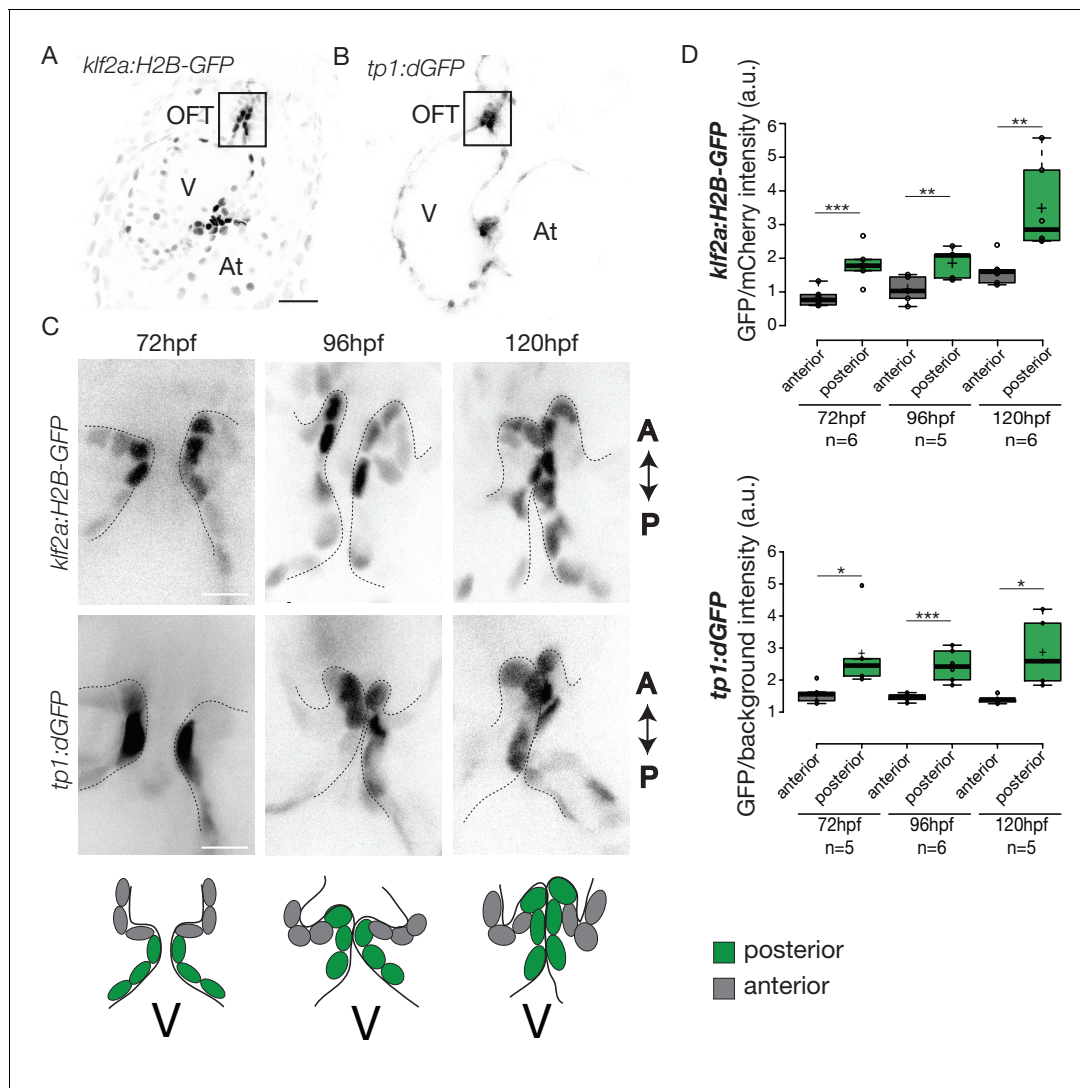 A
klf2a:H2B-GFP
OFT
V
At
B
tp1:dGFP
OFT
V
At
C
72hpf
96hpf
120hpf
klf2a:H2B-GFP
A
P
tp1:dGFP
A
P
V
V
V
D
klf2a:H2B-GFP
GFP/mCherry intensity (a.u.)
6
5
4
3
2
1
0
***
**
**
anterior
posterior
anterior
posterior
anterior
posterior
72hpf
96hpf
120hpf
n=6
n=5
n=6
tp1:dGFP
GFP/background intensity (a.u.)
6
5
4
3
2
1
*
***
*
anterior
posterior
anterior
posterior
anterior
posterior
72hpf
96hpf
120hpf
n=5
n=6
n=5
posterior
anterior